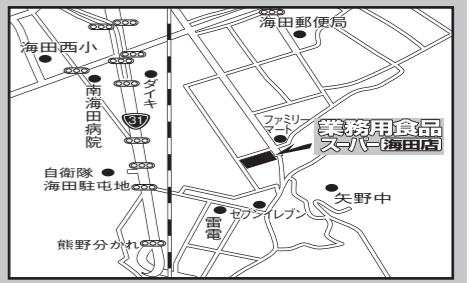 海田郵便局
海田西小
ダイキ
南海田病院
31
ファミリー
マート
業務用食品
スーパー海田店
自衛隊
海田駐屯地
矢野中
セブンイレブン
雷電
熊野分かれ